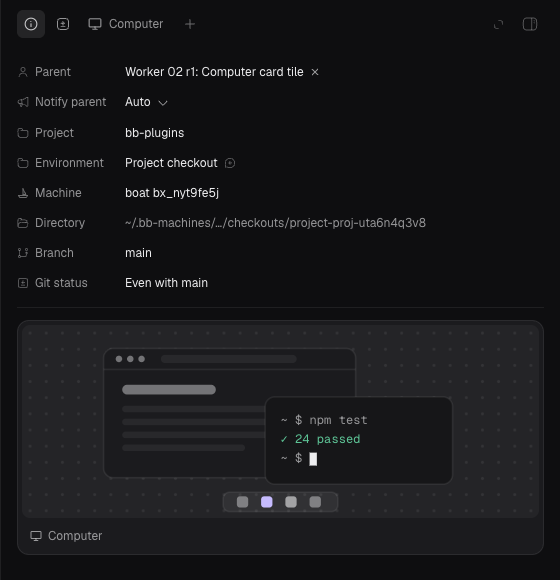 Computer
Parent Worker 02 r1: Computer card tile ×
Notify parent Auto
Project bb-plugins
Environment Project checkout
Machine boat bx_nyt9fe5j
Directory ~/.bb-machines/…/checkouts/project-proj-uta6n4q3v8
Branch main
Git status Even with main
~ $ npm test
✓ 24 passed
~ $
Computer